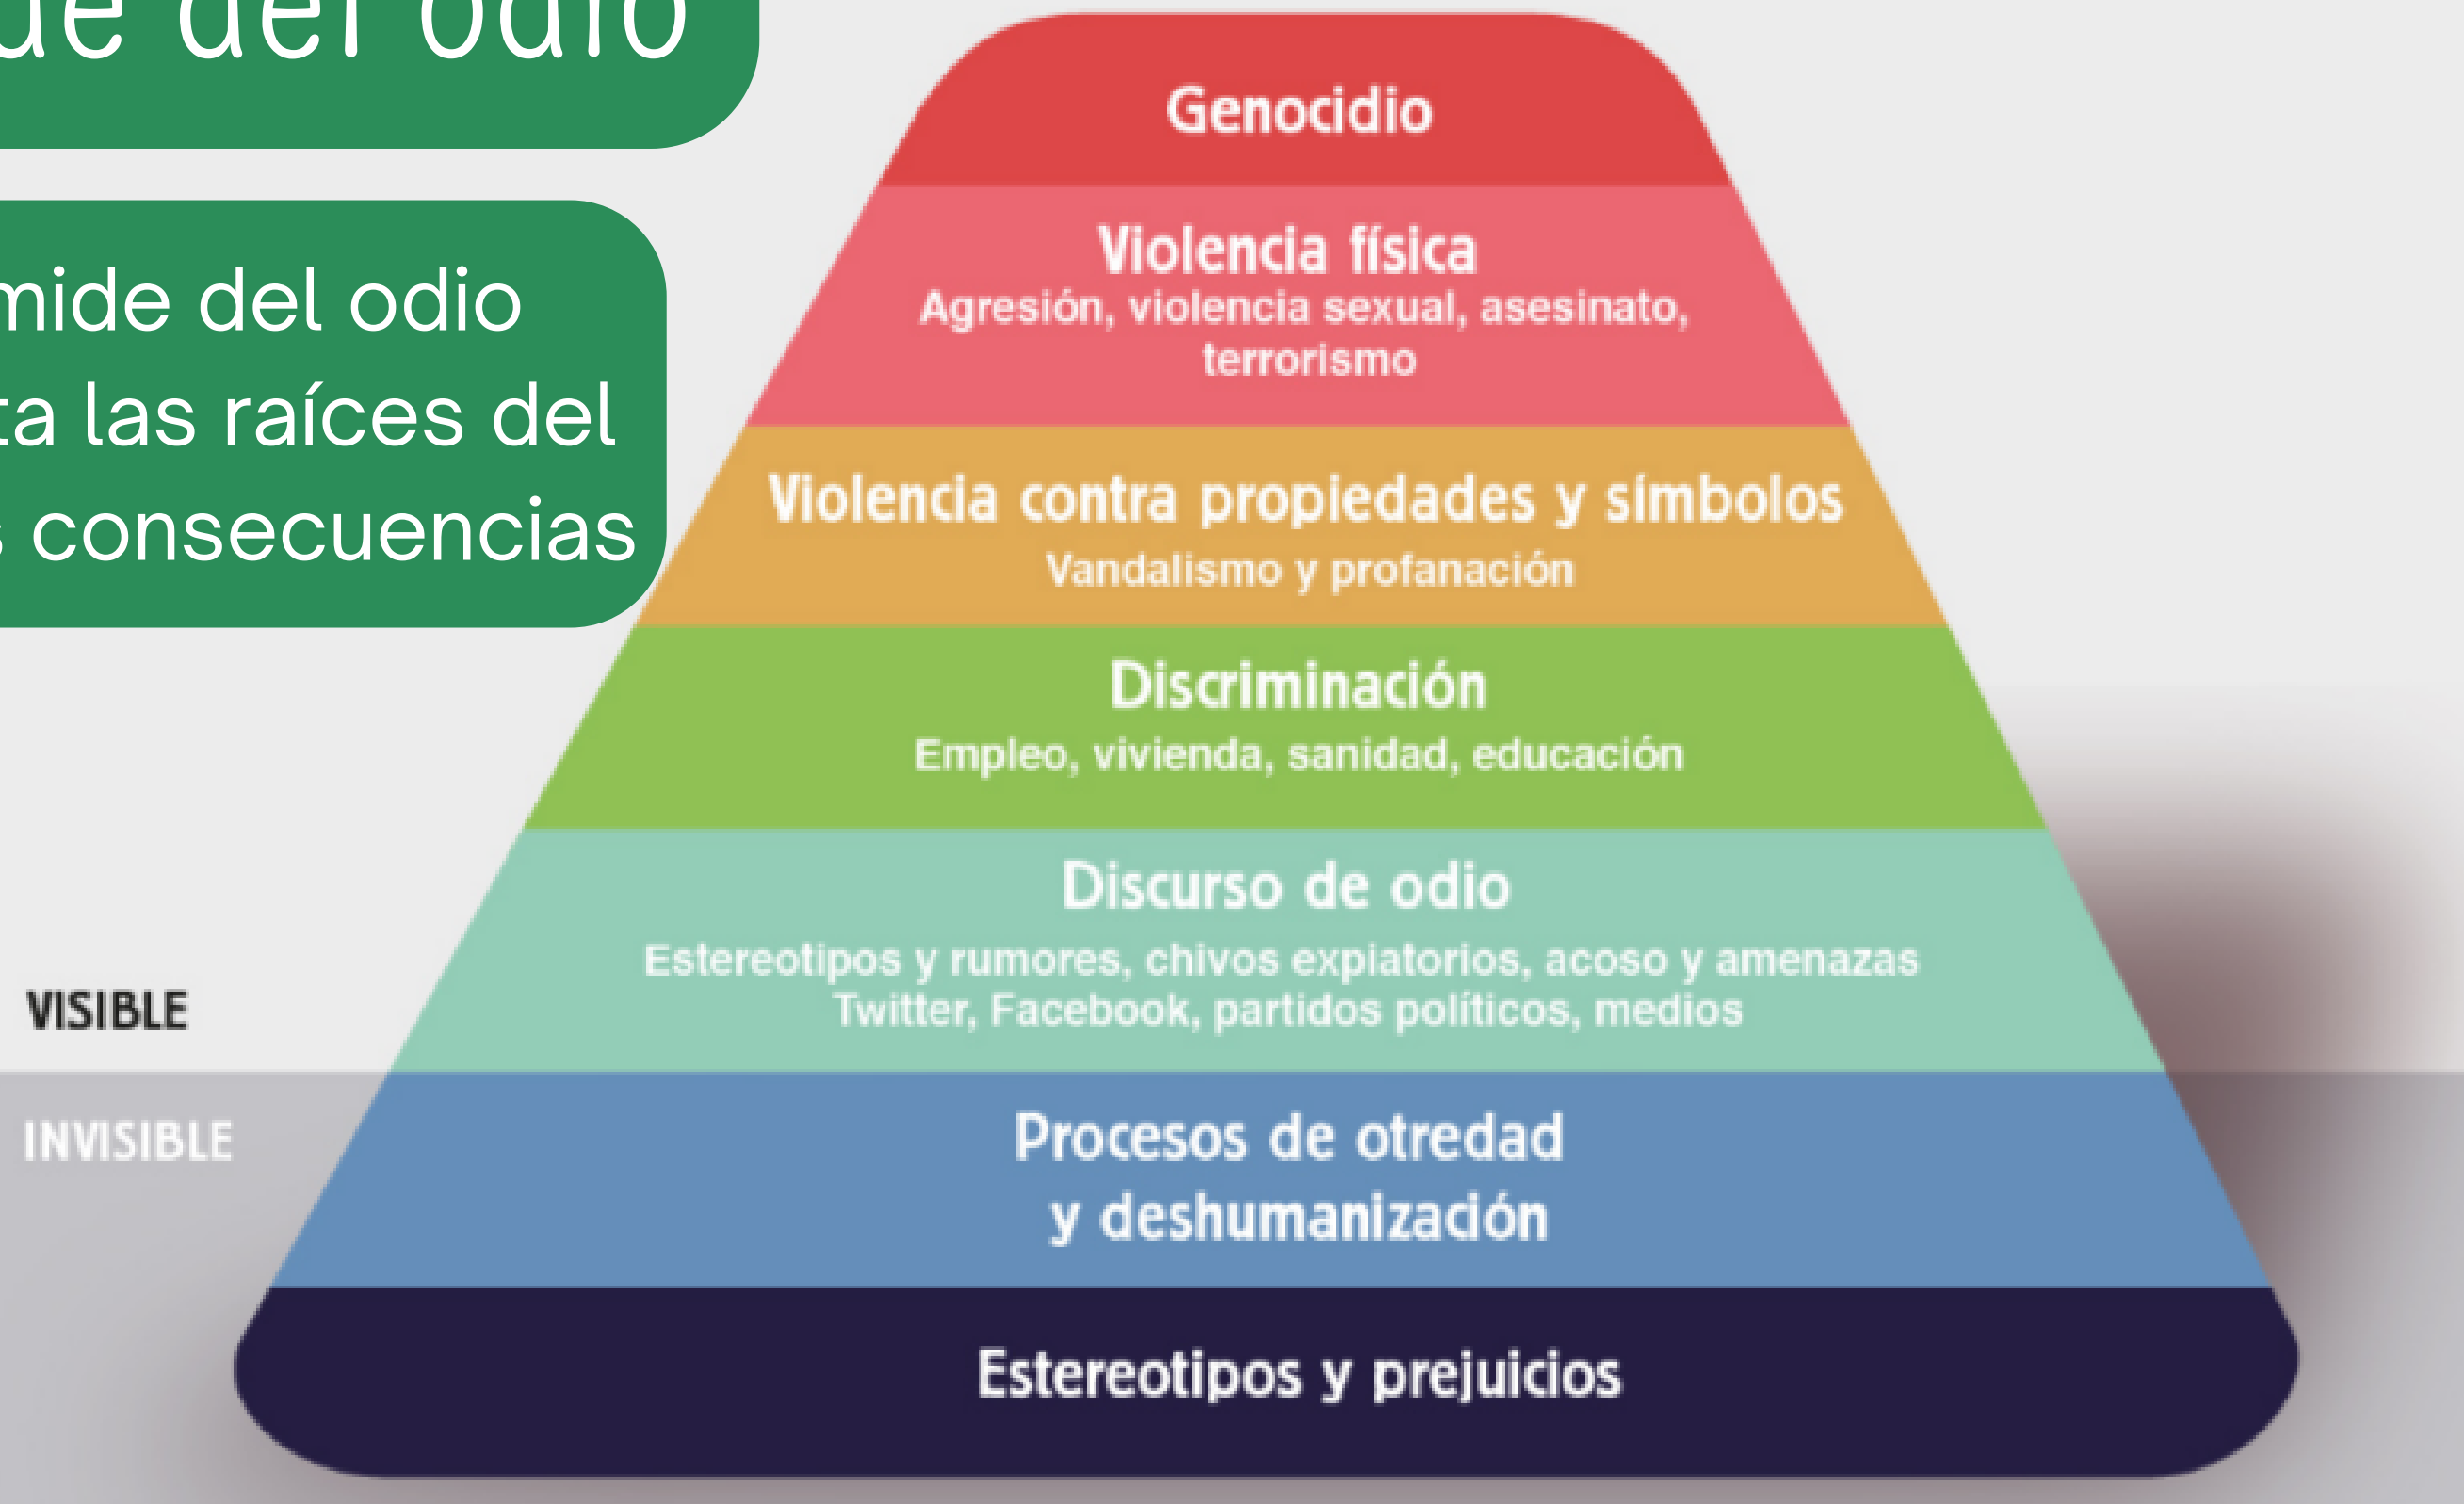 de del odio
mide del odio
ta las raíces del
s consecuencias
Genocidio
Violencia física
Agresión, violencia sexual, asesinato,
terrorismo
Violencia contra propiedades y símbolos
Vandalismo y profanación
Discriminación
Empleo, vivienda, sanidad, educación
Discurso de odio
Estereotipos y rumores, chivos expiatorios, acoso y amenazas
Twitter, Facebook, partidos políticos, medios
VISIBLE
INVISIBLE
Procesos de otredad
y deshumanización
Estereotipos y prejuicios